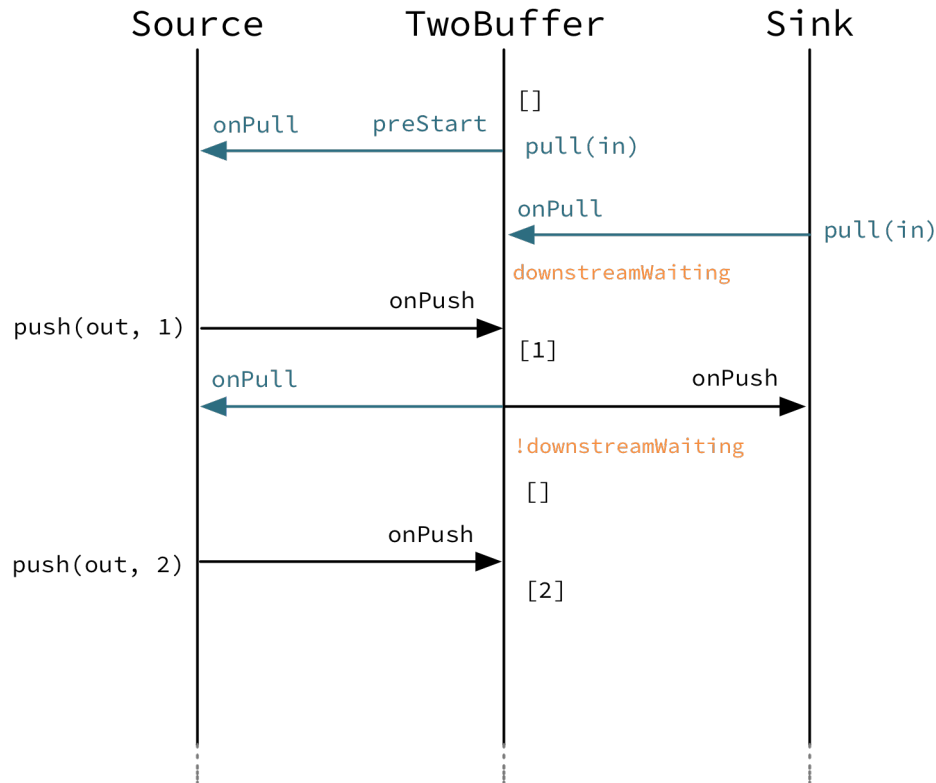 Source TwoBuffer Sink
[]
onPull preStart
pull(in)
onPull
pull(in)
downstreamWaiting
onPush
push(out, 1)
[1]
onPull onPush
!downstreamWaiting
[]
onPush
push(out, 2)
[2]